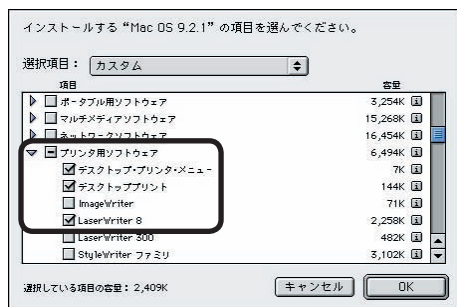 インストールする“Mac OS 9.2.1”の項目を選んでください。
選択項目： カスタム
項目 容量
ポータブル用ソフトウェア 3,254K
マルチメディアソフトウェア 15,268K
ネットワークソフトウェア 16,454K
プリンタ用ソフトウェア 6,494K
デスクトップ・プリンタ・メニュー 7K
デスクトッププリント 144K
ImageWriter 71K
LaserWriter 8 2,258K
LaserWriter 300 482K
StyleWriter ファミリ 3,102K
選択している項目の容量： 2,409K キャンセル OK